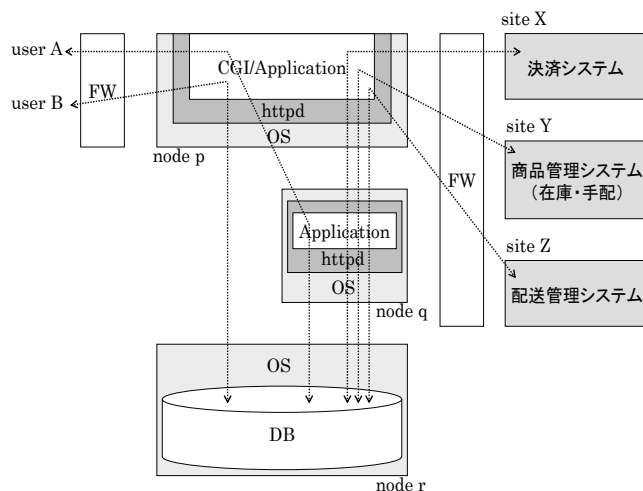 site X
user A
CGI/Application
決済システム
FW
user B
httpd
site Y
OS
node p
商品管理システム
(在庫・手配)
FW
Application
site Z
httpd
OS
配送管理システム
node q
OS
DB
node r